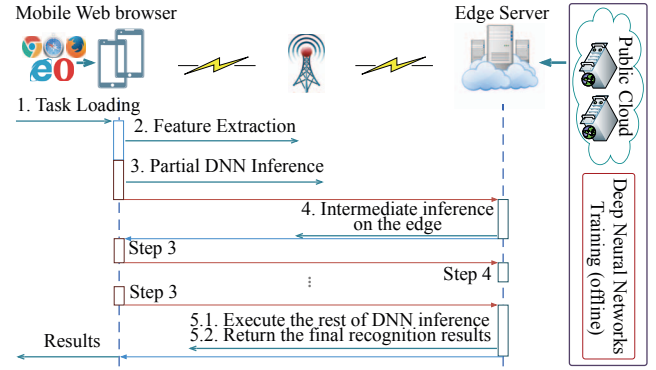 Mobile Web browser
Edge Server
Public Cloud
1. Task Loading
2. Feature Extraction
3. Partial DNN Inference
4. Intermediate inference
on the edge
Step 3
Step 4
Step 3
5.1. Execute the rest of DNN inference
5.2. Return the final recognition results
Results
Deep Neural Networks
Training (offline)